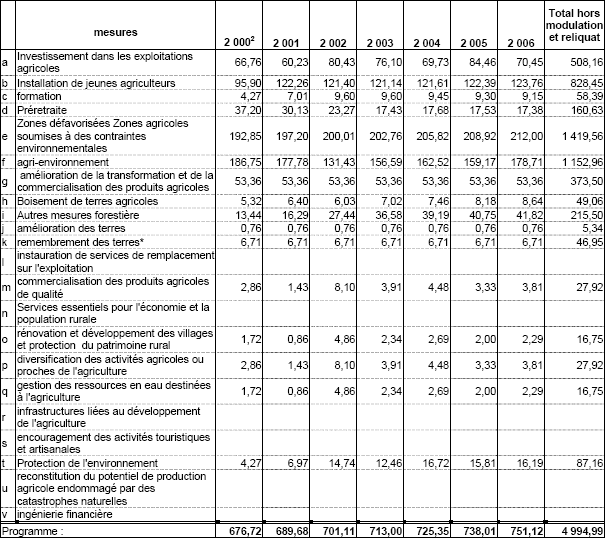 mesures 2 000² 2 001 2 002 2 003 2 004 2 005 2 006 Total hors modulation et reliquat
a Investissement dans les exploitations agricoles 66,76 60,23 80,43 76,10 69,73 84,46 70,45 508,16
b Installation de jeunes agriculteurs 95,90 122,26 121,40 121,14 121,61 122,39 123,76 828,45
c formation 4,27 7,01 9,60 9,60 9,45 9,30 9,15 58,39
d Préretraite 37,20 30,13 23,27 17,43 17,68 17,53 17,38 160,63
e Zones défavorisées Zones agricoles soumises à des contraintes environnementales 192,85 197,20 200,01 202,76 205,82 208,92 212,00 1 419,56
f agri-environnement 186,75 177,78 131,43 156,59 162,52 159,17 178,71 1 152,96
g amélioration de la transformation et de la commercialisation des produits agricoles 53,36 53,36 53,36 53,36 53,36 53,36 53,36 373,50
h Boisement de terres agricoles 5,32 6,40 6,03 7,02 7,46 8,18 8,64 49,06
i Autres mesures forestière 13,44 16,29 27,44 36,58 39,19 40,75 41,82 215,50
j amélioration des terres 0,76 0,76 0,76 0,76 0,76 0,76 0,76 5,34
k remembrement des terres* 6,71 6,71 6,71 6,71 6,71 6,71 6,71 46,95
l instauration de services de remplacement sur l'exploitation
m commercialisation des produits agricoles de qualité 2,86 1,43 8,10 3,91 4,48 3,33 3,81 27,92
n Services essentiels pour l'économie et la population rurale
o rénovation et développement des villages et protection du patrimoine rural 1,72 0,86 4,86 2,34 2,69 2,00 2,29 16,75
p diversification des activités agricoles ou proches de l'agriculture 2,86 1,43 8,10 3,91 4,48 3,33 3,81 27,92
q gestion des ressources en eau destinées à l'agriculture 1,72 0,86 4,86 2,34 2,69 2,00 2,29 16,75
r infrastructures liées au développement de l'agriculture
s encouragement des activités touristiques et artisanales
t Protection de l'environnement 4,27 6,97 14,74 12,46 16,72 15,81 16,19 87,16
u reconstitution du potentiel de production agricole endommagé par des catastrophes naturelles
v ingénierie financière
Programme : 676,72 689,68 701,11 713,00 725,35 738,01 751,12 4 994,99